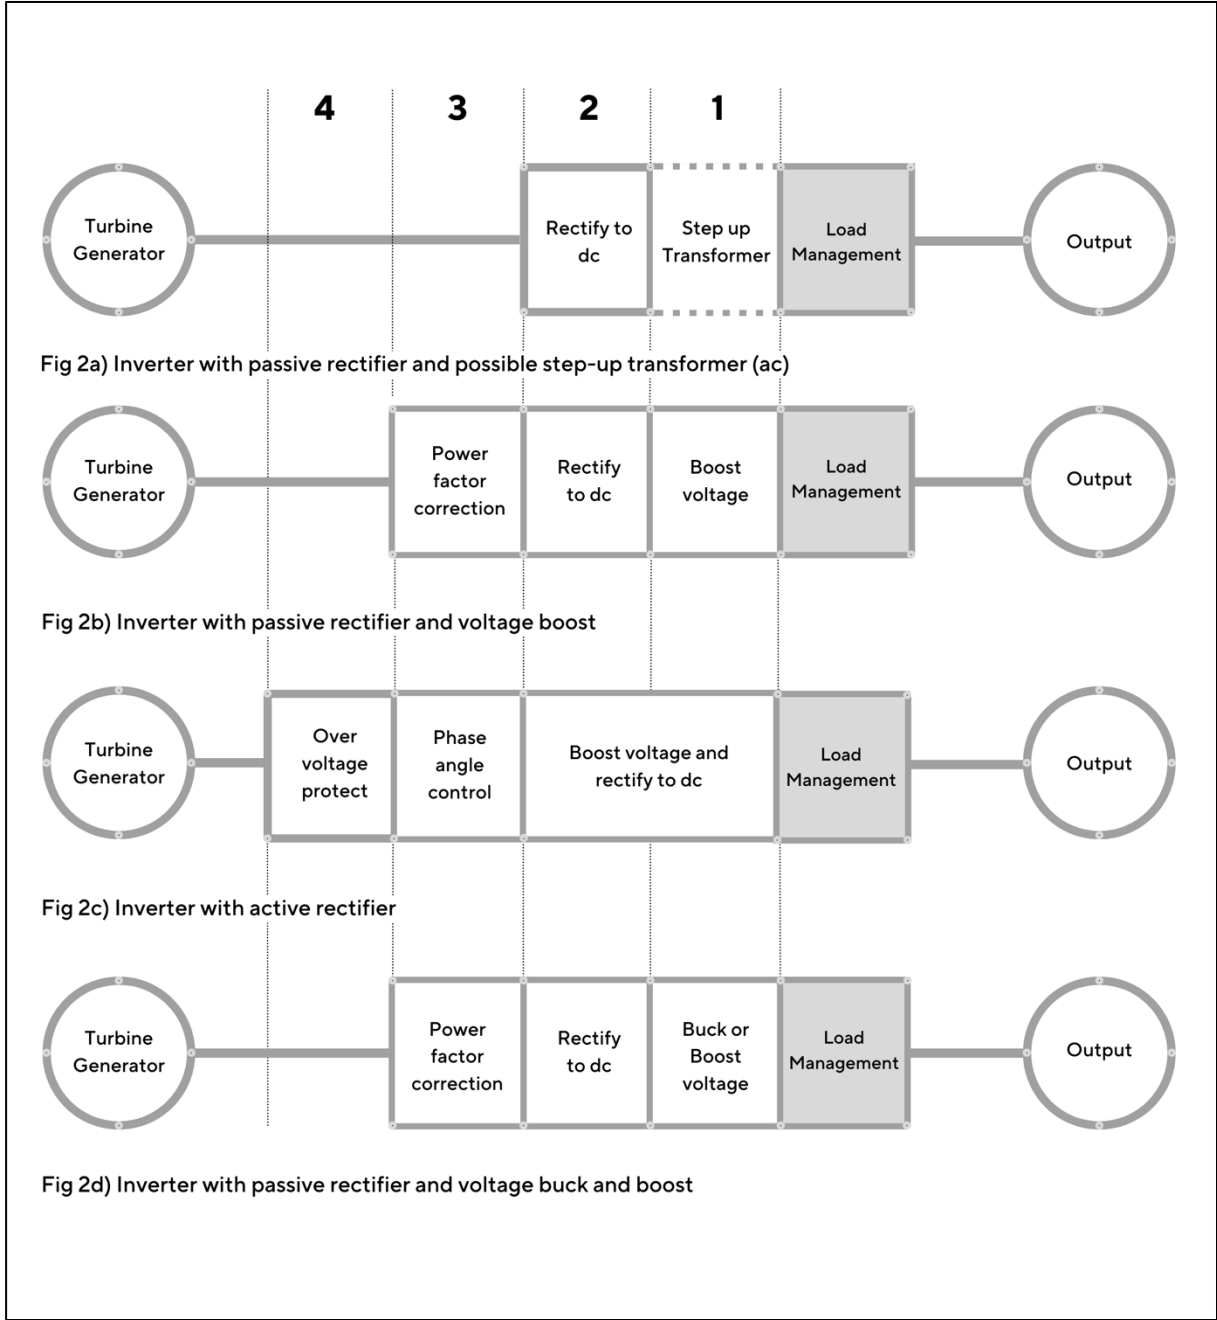 4 3 2 1
Turbine
Generator
Rectify to
dc
Step up
Transformer
Load
Management
Output
Fig 2a) Inverter with passive rectifier and possible step-up transformer (ac)
Turbine
Generator
Power
factor
correction
Rectify
to dc
Boost
voltage
Load
Management
Output
Fig 2b) Inverter with passive rectifier and voltage boost
Turbine
Generator
Over
voltage
protect
Phase
angle
control
Boost voltage and
rectify to dc
Load
Management
Output
Fig 2c) Inverter with active rectifier
Turbine
Generator
Power
factor
correction
Rectify
to dc
Buck or
Boost
voltage
Load
Management
Output
Fig 2d) Inverter with passive rectifier and voltage buck and boost